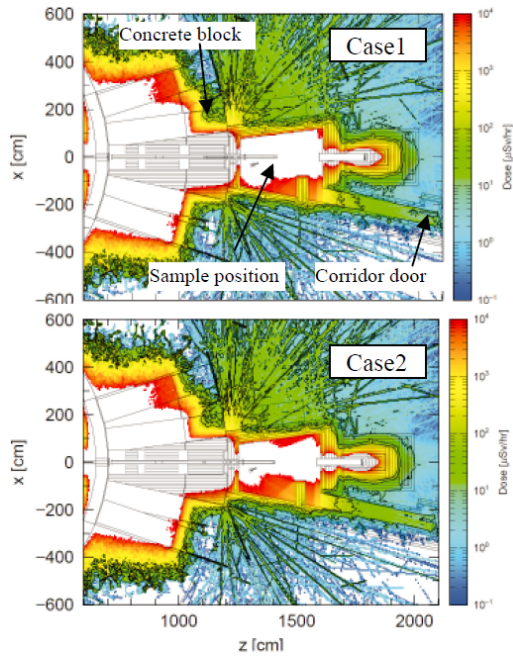 600
400
200
0
−200
−400
−600
x [cm]
Concrete block
Case1
Sample position
Corridor door
10⁴
10³
10²
10¹
10⁰
10⁻¹
Dose [μSv/hr]
600
400
200
0
−200
−400
−600
x [cm]
Case2
10⁴
10³
10²
10¹
10⁰
10⁻¹
Dose [μSv/hr]
1000 1500 2000
z [cm]